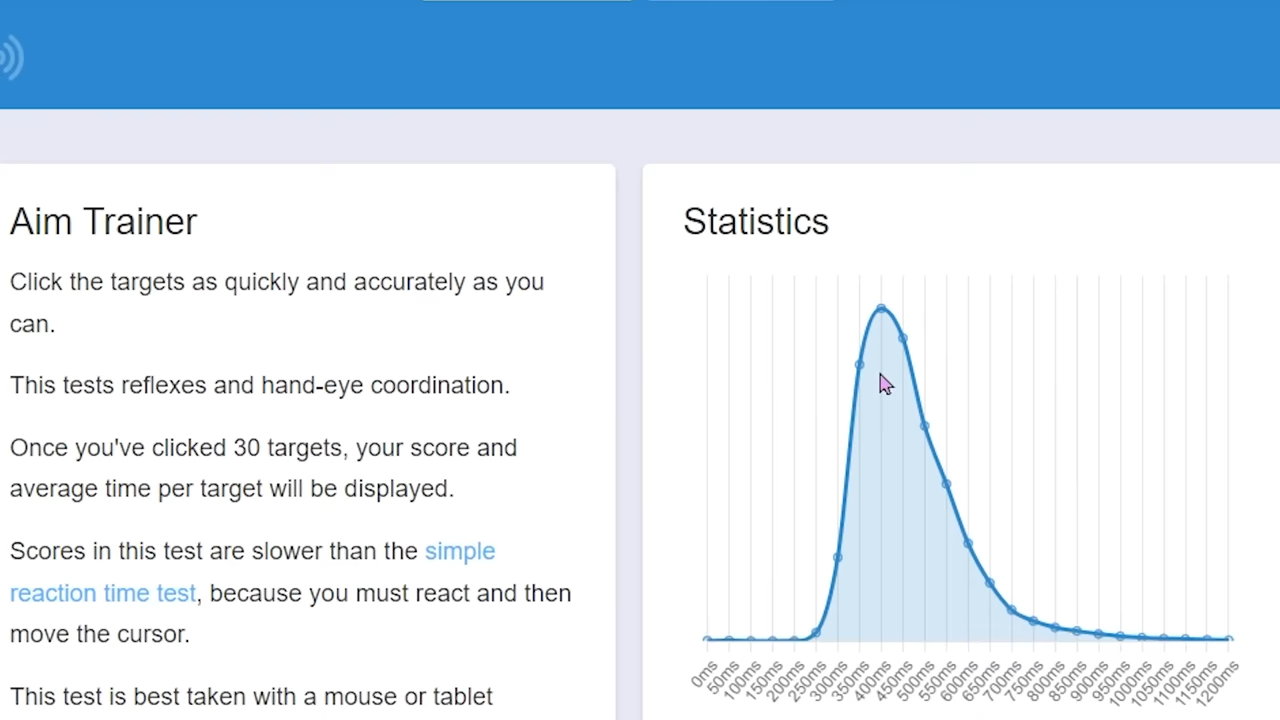 Aim Trainer
Click the targets as quickly and accurately as you
can.
This tests reflexes and hand-eye coordination.
Once you've clicked 30 targets, your score and
average time per target will be displayed.
Scores in this test are slower than the simple
reaction time test, because you must react and then
move the cursor.
This test is best taken with a mouse or tablet
Statistics
0ms
50ms
100ms
150ms
200ms
250ms
300ms
350ms
400ms
450ms
500ms
550ms
600ms
650ms
700ms
750ms
800ms
850ms
900ms
950ms
1000ms
1050ms
1100ms
1150ms
1200ms